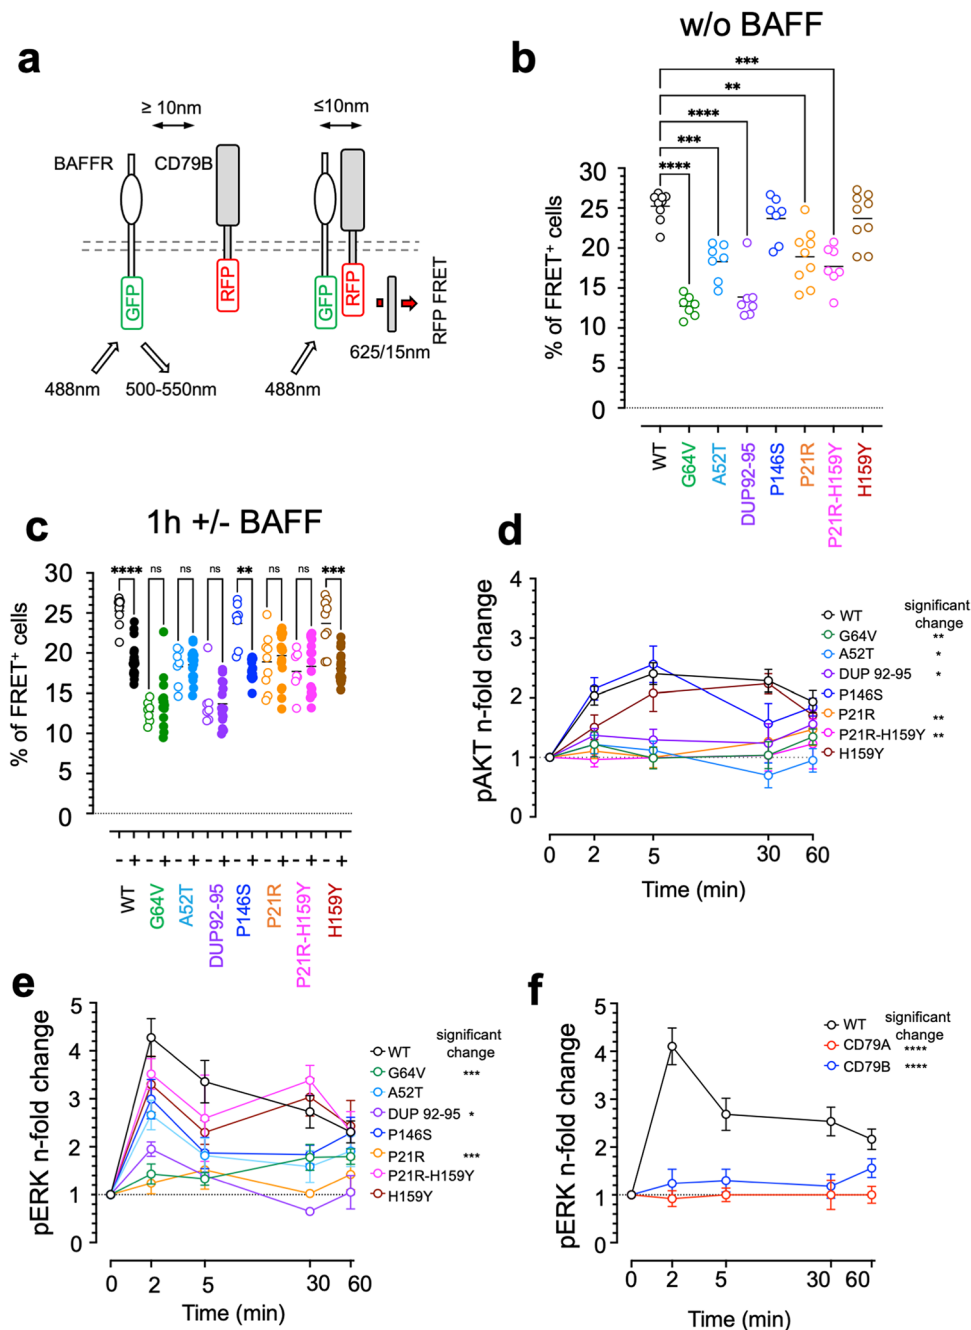 a
≥ 10nm
≤10nm
BAFFR
CD79B
GFP
RFP
GFP
RFP
RFP FRET
625/15nm
488nm
500-550nm
488nm
b
w/o BAFF
***
**
****
***
****
% of FRET⁺ cells
30
25
20
15
10
5
0
WT
G64V
A52T
DUP92-95
P146S
P21R
P21R-H159Y
H159Y
c
1h +/- BAFF
**** ns ns ns ** ns ns ***
% of FRET⁺ cells
30
25
20
15
10
5
0
- + - + - + - + - + - + - + - +
WT
G64V
A52T
DUP92-95
P146S
P21R
P21R-H159Y
H159Y
d
pAKT n-fold change
4
3
2
1
0
0 2 5 30 60
Time (min)
significant
change
WT
G64V **
A52T *
DUP 92-95 *
P146S
P21R **
P21R-H159Y **
H159Y
e
pERK n-fold change
5
4
3
2
1
0
0 2 5 30 60
Time (min)
significant
change
WT
G64V ***
A52T
DUP 92-95 *
P146S
P21R ***
P21R-H159Y
H159Y
f
pERK n-fold change
5
4
3
2
1
0
0 2 5 30 60
Time (min)
significant
change
WT
CD79A ****
CD79B ****